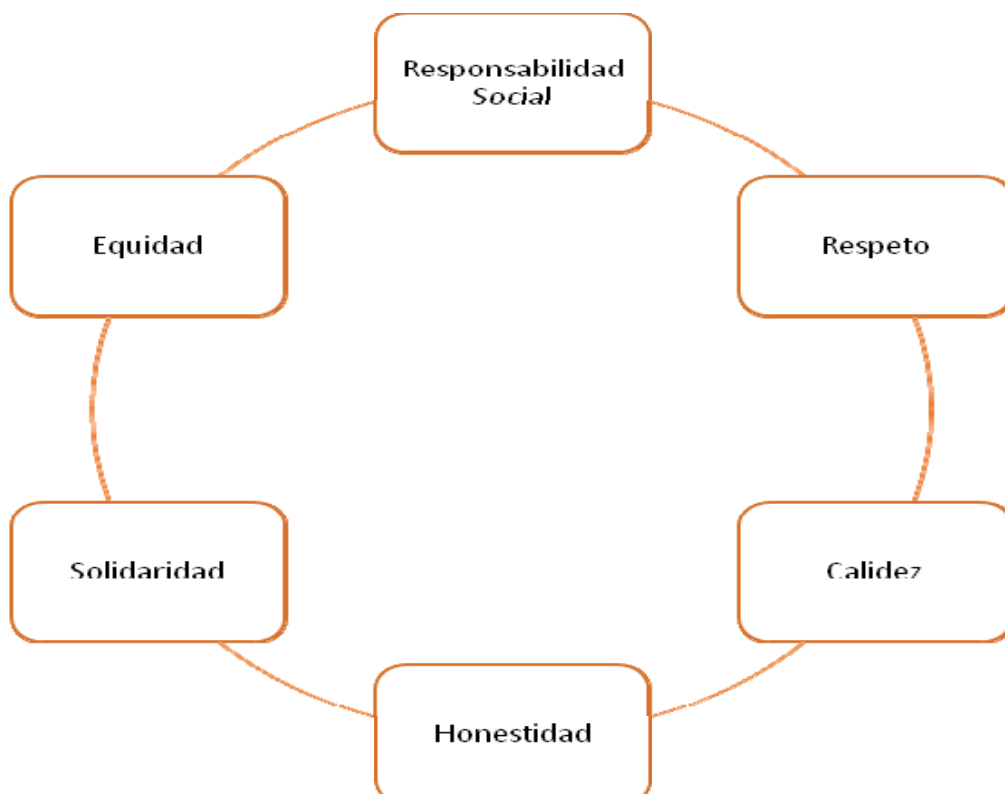 Responsabilidad
Social
Equidad
Respeto
Solidaridad
Calidez
Honestidad